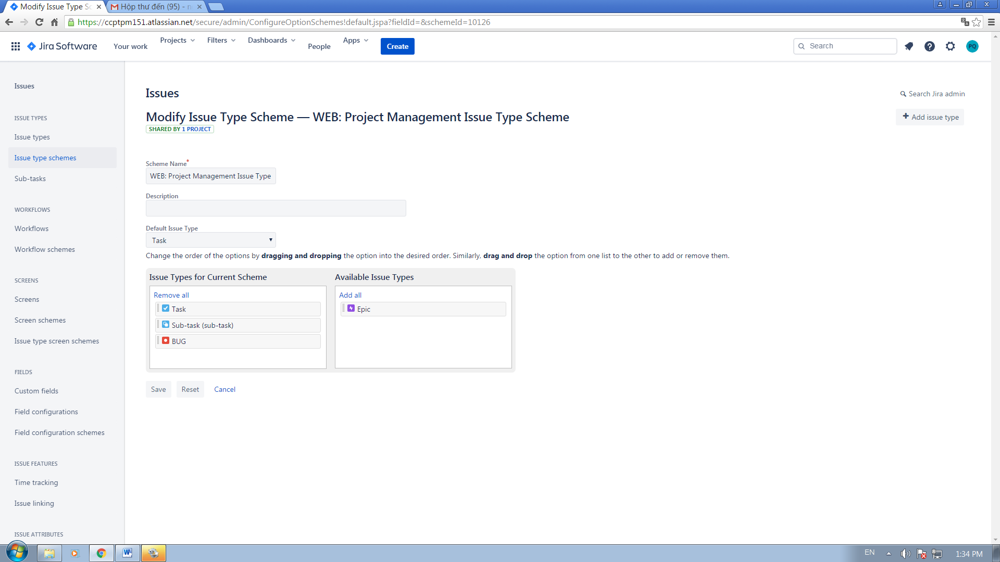 Modify Issue Type Sc
Hộp thư đến (95) - n
https://ccptpm151.atlassian.net/secure/admin/ConfigureOptionSchemes!default.jspa?fieldId=&schemeId=10126
Jira Software
Your work
Projects
Filters
Dashboards
People
Apps
Create
Search
PQ
Issues
ISSUE TYPES
Issue types
Issue type schemes
Sub-tasks
WORKFLOWS
Workflows
Workflow schemes
SCREENS
Screens
Screen schemes
Issue type screen schemes
FIELDS
Custom fields
Field configurations
Field configuration schemes
ISSUE FEATURES
Time tracking
Issue linking
ISSUE ATTRIBUTES
Issues
Search Jira admin
Modify Issue Type Scheme — WEB: Project Management Issue Type Scheme
Add issue type
SHARED BY 1 PROJECT
Scheme Name*
WEB: Project Management Issue Type
Description
Default Issue Type
Task
Change the order of the options by dragging and dropping the option into the desired order. Similarly, drag and drop the option from one list to the other to add or remove them.
Issue Types for Current Scheme
Remove all
Task
Sub-task (sub-task)
BUG
Available Issue Types
Add all
Epic
Save
Reset
Cancel
EN
1:34 PM